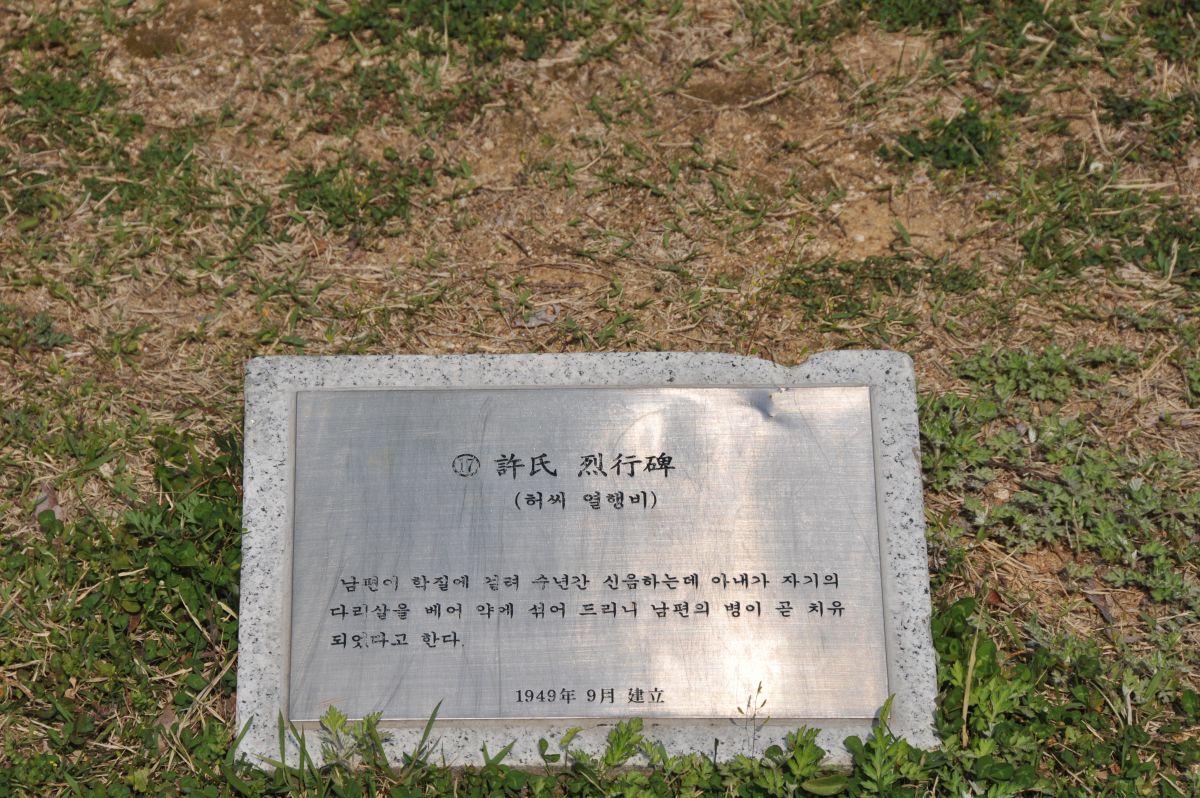 ⑰ 許氏 烈行碑
(허씨 열행비)
남편이 학질에 걸려 수년간 신음하는데 아내가 자기의
다리살을 베어 약에 섞어 드리니 남편의 병이 곧 치유
되었다고 한다.
1949年 9月 建立